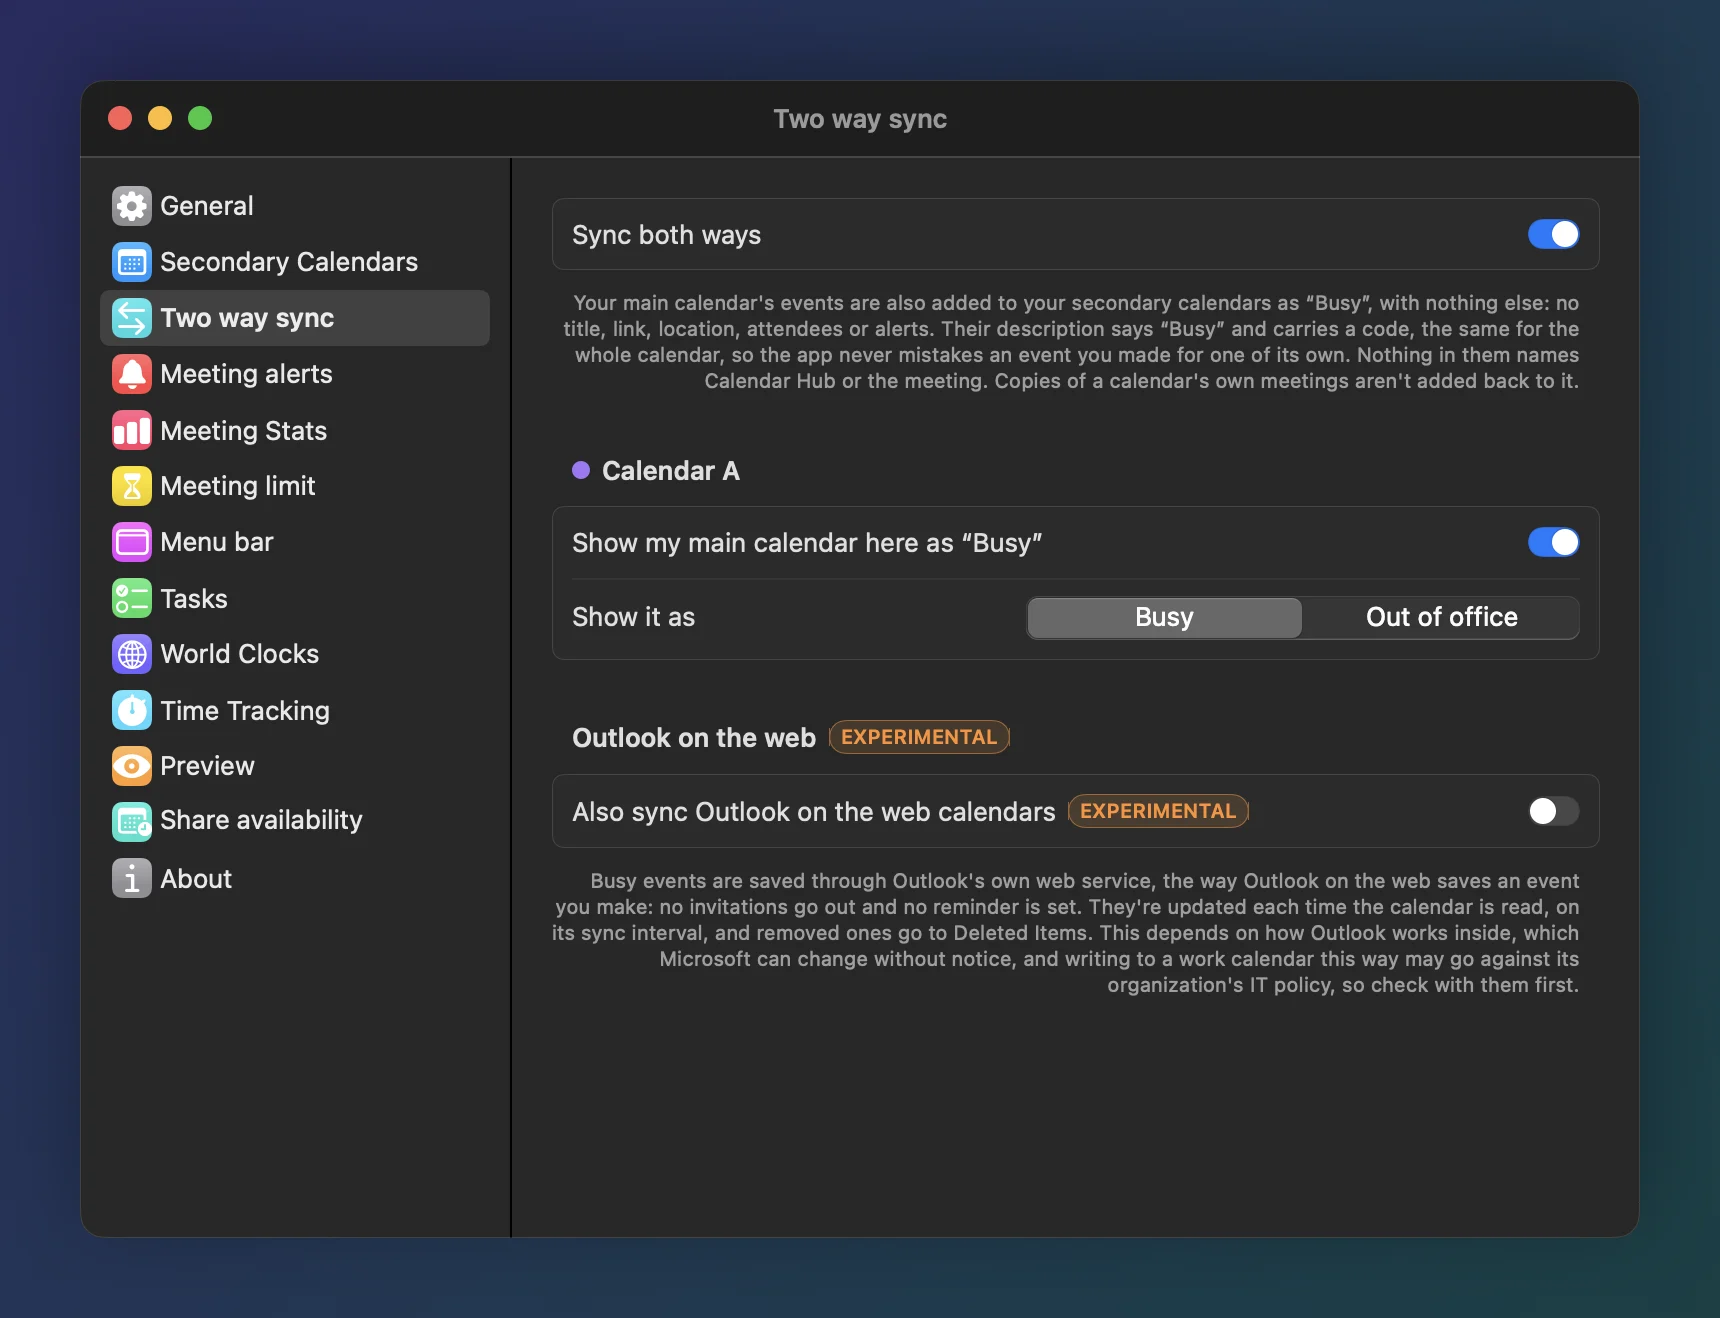 Two way sync
General
Secondary Calendars
Two way sync
Meeting alerts
Meeting Stats
Meeting limit
Menu bar
Tasks
World Clocks
Time Tracking
Preview
Share availability
About
Sync both ways
Your main calendar's events are also added to your secondary calendars as “Busy”, with nothing else: no
title, link, location, attendees or alerts. Their description says “Busy” and carries a code, the same for the
whole calendar, so the app never mistakes an event you made for one of its own. Nothing in them names
Calendar Hub or the meeting. Copies of a calendar's own meetings aren't added back to it.
Calendar A
Show my main calendar here as “Busy”
Show it as
Busy
Out of office
Outlook on the web EXPERIMENTAL
Also sync Outlook on the web calendars EXPERIMENTAL
Busy events are saved through Outlook's own web service, the way Outlook on the web saves an event
you make: no invitations go out and no reminder is set. They're updated each time the calendar is read, on
its sync interval, and removed ones go to Deleted Items. This depends on how Outlook works inside, which
Microsoft can change without notice, and writing to a work calendar this way may go against its
organization's IT policy, so check with them first.